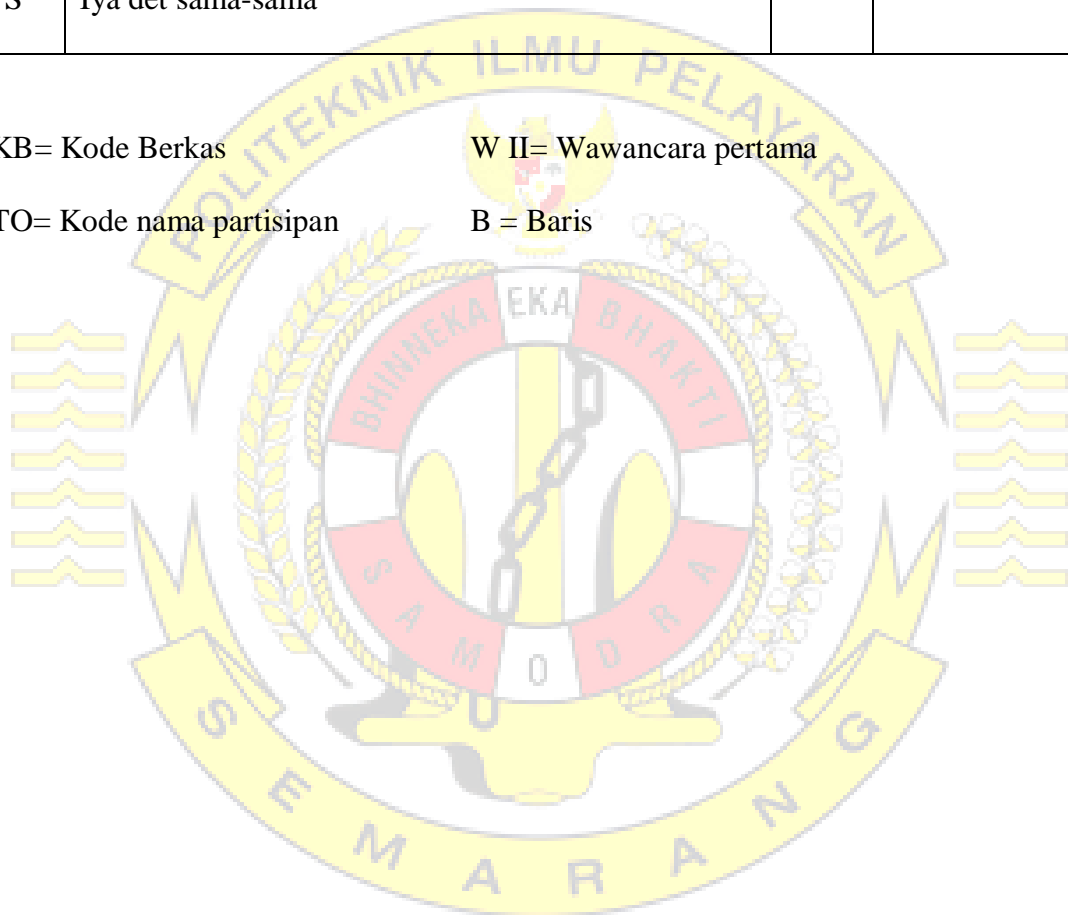 S Iya det sama-sama
KB= Kode Berkas W II= Wawancara pertama
TO= Kode nama partisipan B = Baris
POLITEKNIK ILMU PELAYARAN
BHINNEKA EKA BHAKTI
SAMODRA
SEMARANG